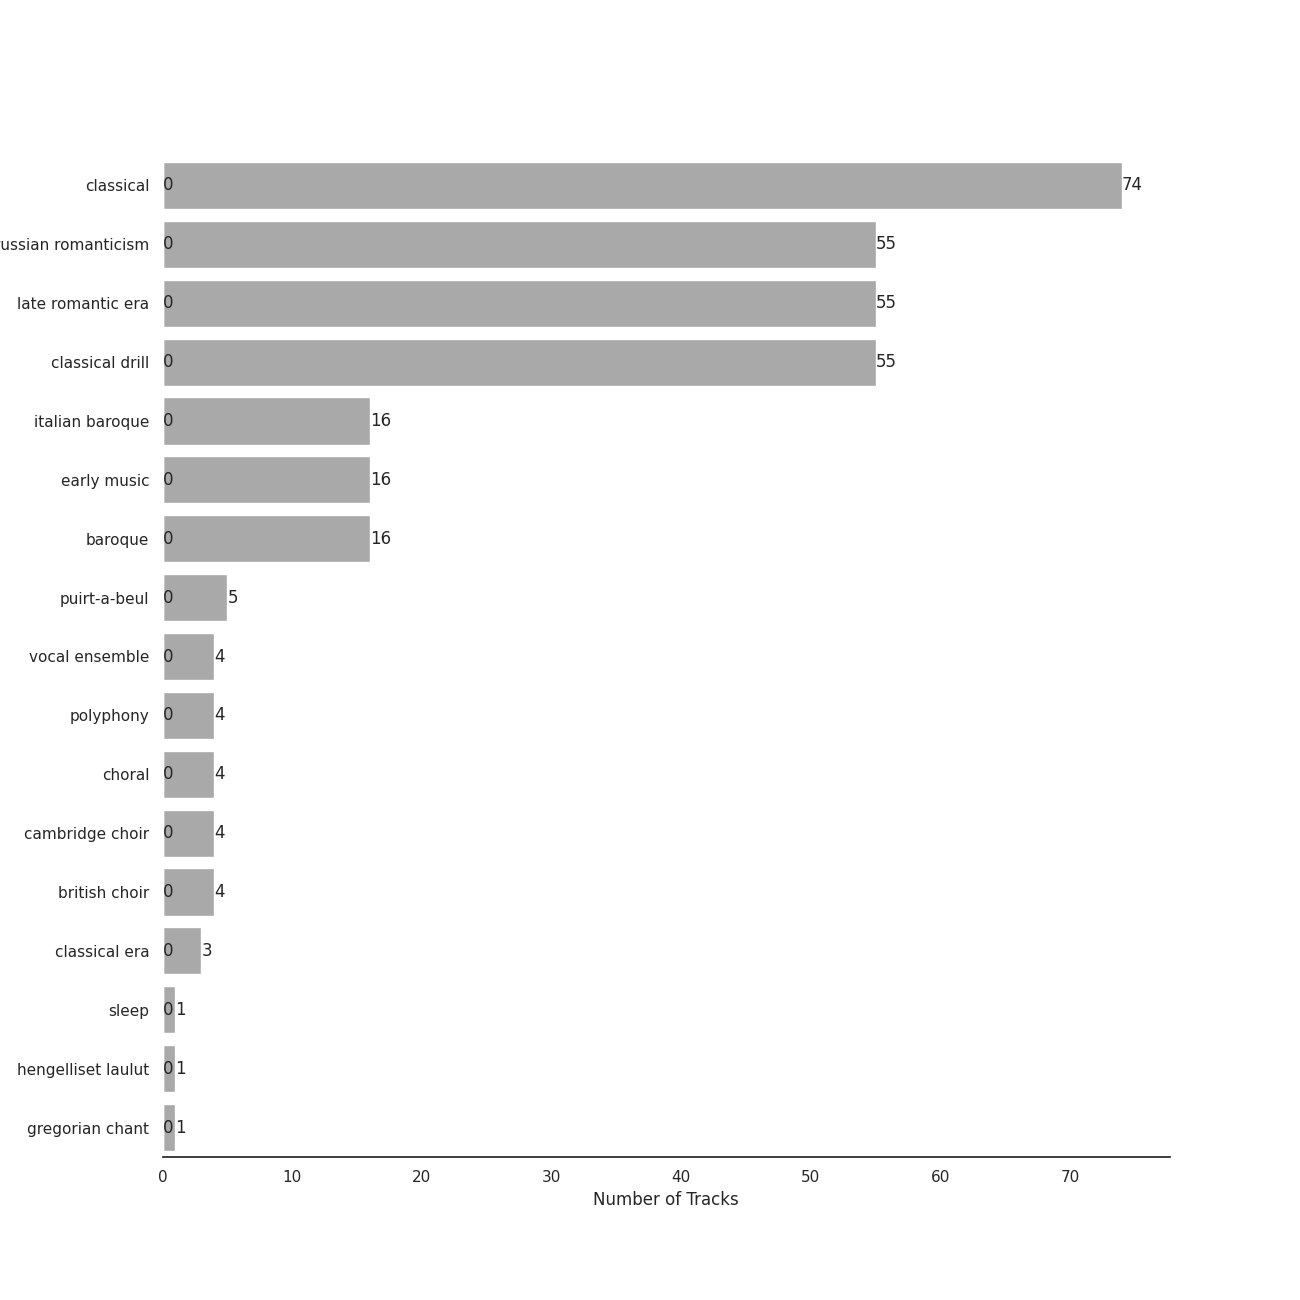 classical 0 74
ussian romanticism 0 55
late romantic era 0 55
classical drill 0 55
italian baroque 0 16
early music 0 16
baroque 0 16
puirt-a-beul 0 5
vocal ensemble 0 4
polyphony 0 4
choral 0 4
cambridge choir 0 4
british choir 0 4
classical era 0 3
sleep 0 1
hengelliset laulut 0 1
gregorian chant 0 1
0 10 20 30 40 50 60 70
Number of Tracks